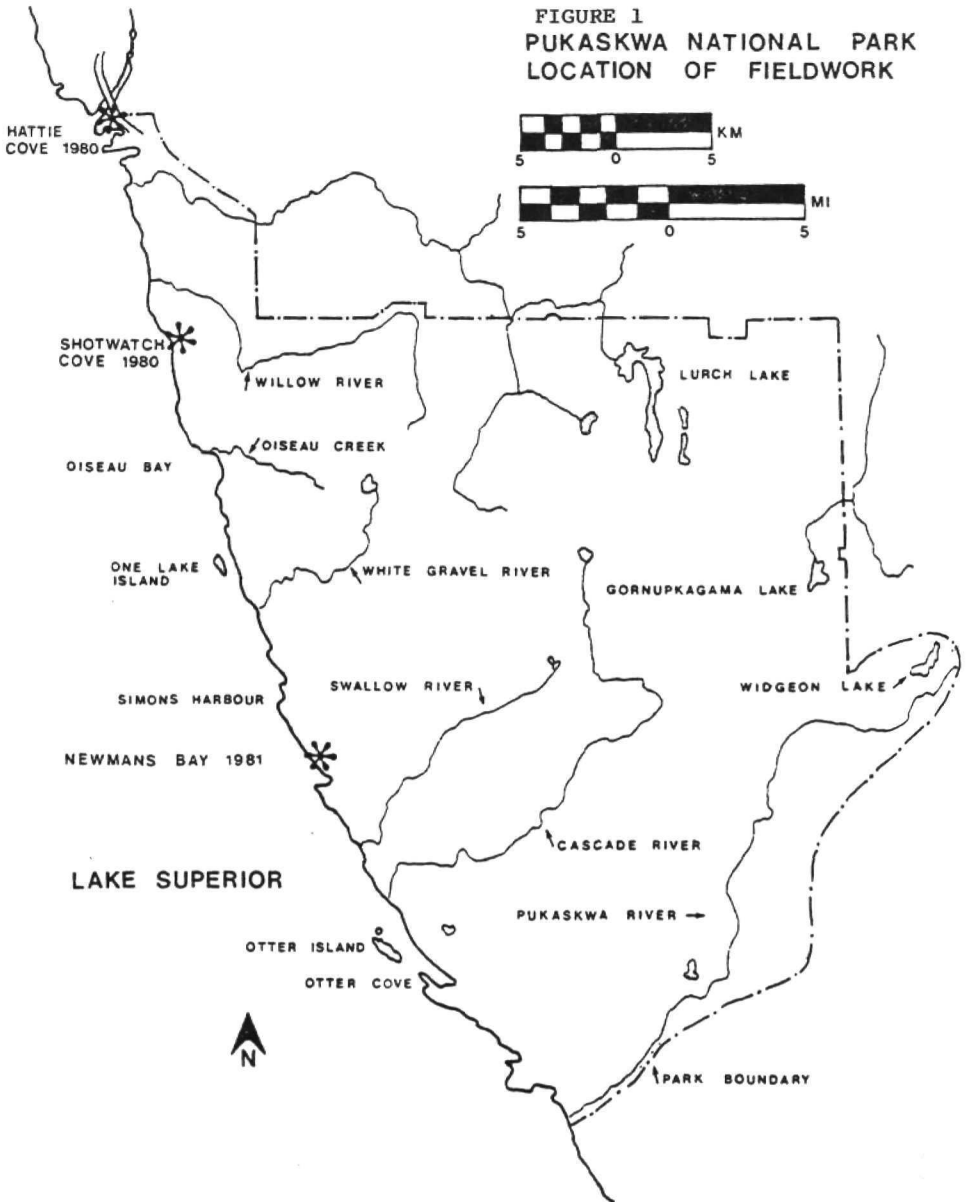 FIGURE 1
PUKASKWA NATIONAL PARK
LOCATION OF FIELDWORK
KM
5 0 5
MI
5 0 5
HATTIE
COVE 1980
SHOTWATCH
COVE 1980
WILLOW RIVER
LURCH LAKE
OISEAU CREEK
OISEAU BAY
ONE LAKE
ISLAND
WHITE GRAVEL RIVER
GORNUPKAGAMA LAKE
SWALLOW RIVER
WIDGEON LAKE
SIMONS HARBOUR
NEWMANS BAY 1981
CASCADE RIVER
LAKE SUPERIOR
PUKASKWA RIVER
OTTER ISLAND
OTTER COVE
N
PARK BOUNDARY